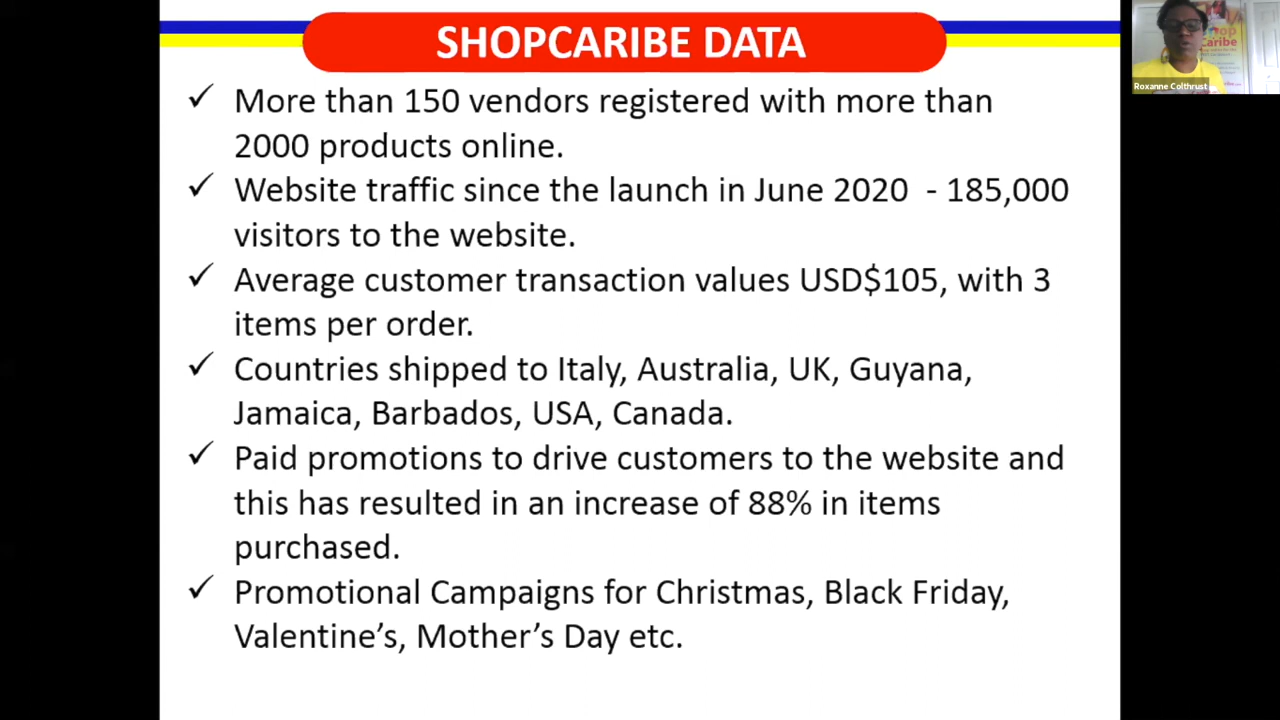 SHOPCARIBE DATA
Roxanne Colthrust
✓ More than 150 vendors registered with more than
2000 products online.
✓ Website traffic since the launch in June 2020 - 185,000
visitors to the website.
✓ Average customer transaction values USD$105, with 3
items per order.
✓ Countries shipped to Italy, Australia, UK, Guyana,
Jamaica, Barbados, USA, Canada.
✓ Paid promotions to drive customers to the website and
this has resulted in an increase of 88% in items
purchased.
✓ Promotional Campaigns for Christmas, Black Friday,
Valentine’s, Mother’s Day etc.